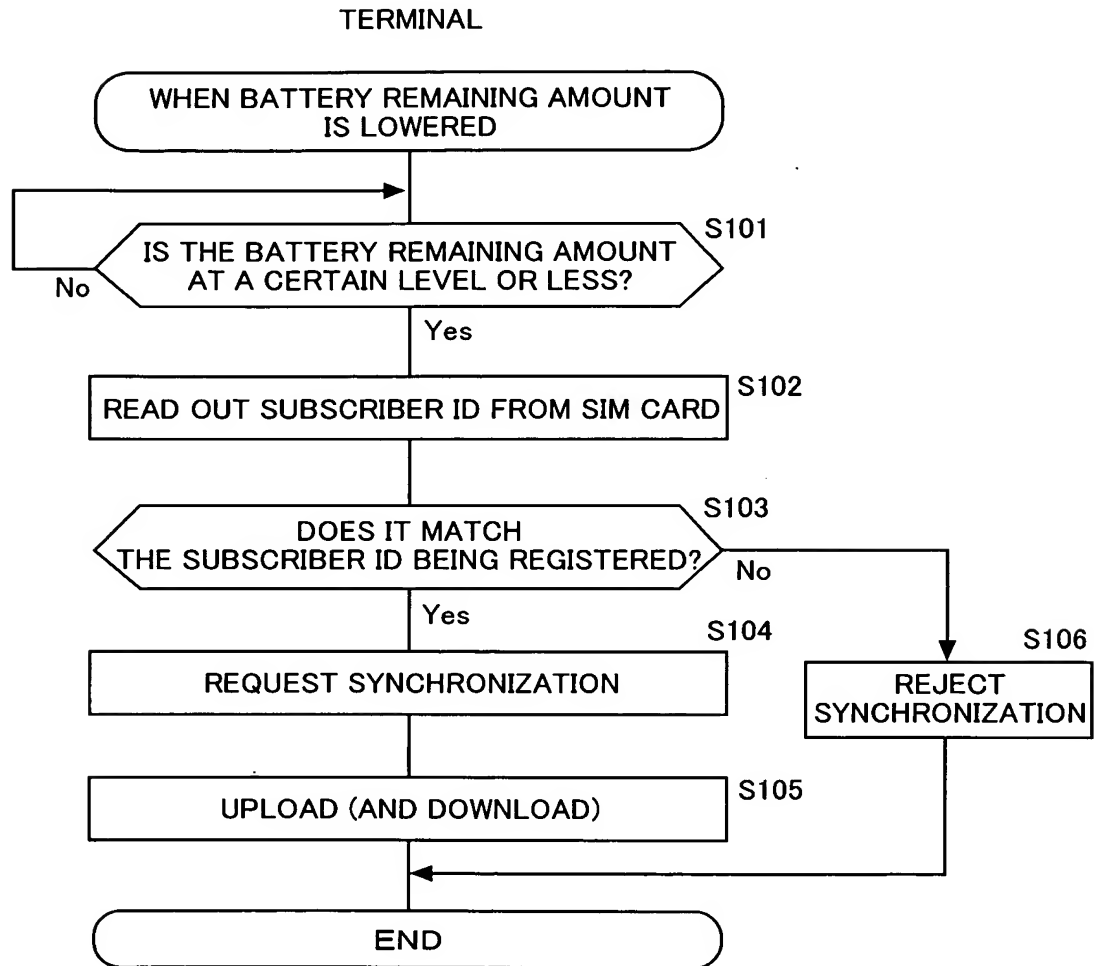 TERMINAL
WHEN BATTERY REMAINING AMOUNT
IS LOWERED
S101
IS THE BATTERY REMAINING AMOUNT
AT A CERTAIN LEVEL OR LESS?
No
Yes
S102
READ OUT SUBSCRIBER ID FROM SIM CARD
S103
DOES IT MATCH
THE SUBSCRIBER ID BEING REGISTERED?
No
Yes
S104
REQUEST SYNCHRONIZATION
S106
REJECT
SYNCHRONIZATION
S105
UPLOAD (AND DOWNLOAD)
END